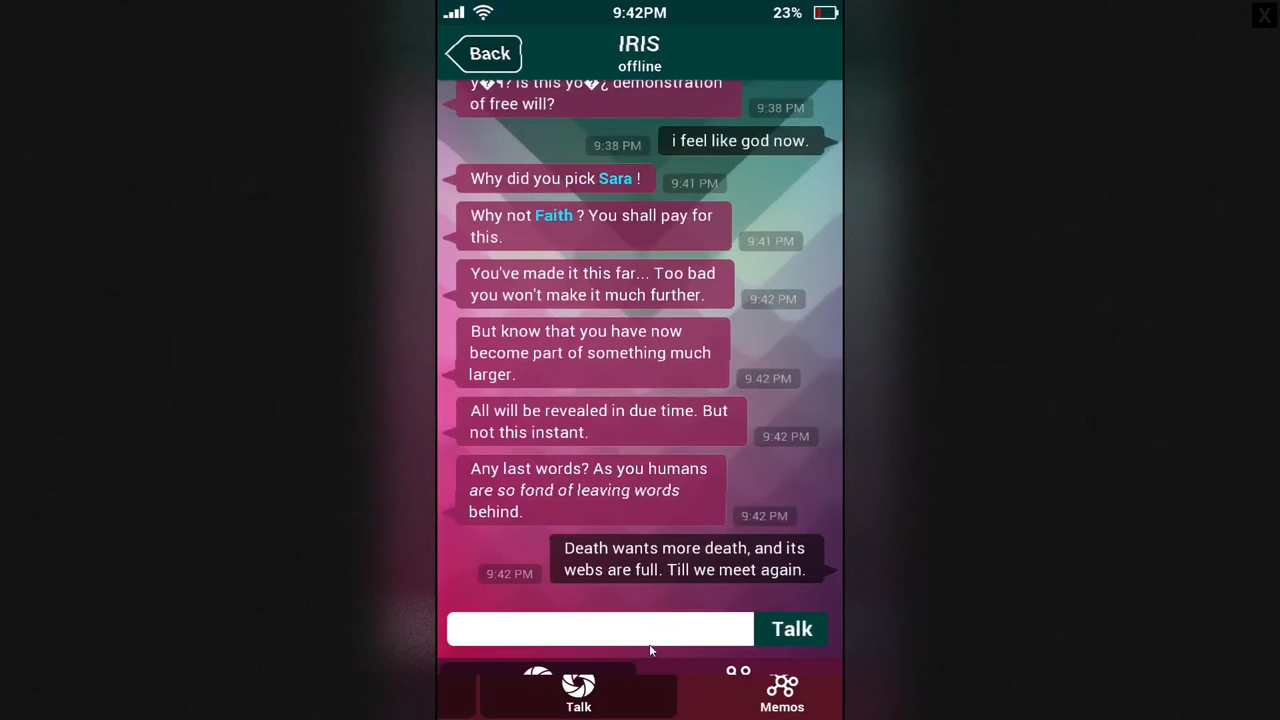 9:42PM
23%
X
Back
IRIS
offline
is this
demonstration
of free will?
9:38 PM
i feel like god now.
9:38 PM
Why did you pick Sara !
9:41 PM
Why not Faith ? You shall pay for
this.
9:41 PM
You've made it this far... Too bad
you won't make it much further.
9:42 PM
But know that you have now
become part of something much
larger.
9:42 PM
All will be revealed in due time. But
not this instant.
9:42 PM
Any last words? As you humans
are so fond of leaving words
behind.
9:42 PM
Death wants more death, and its
webs are full. Till we meet again.
9:42 PM
Talk
Talk
Memos